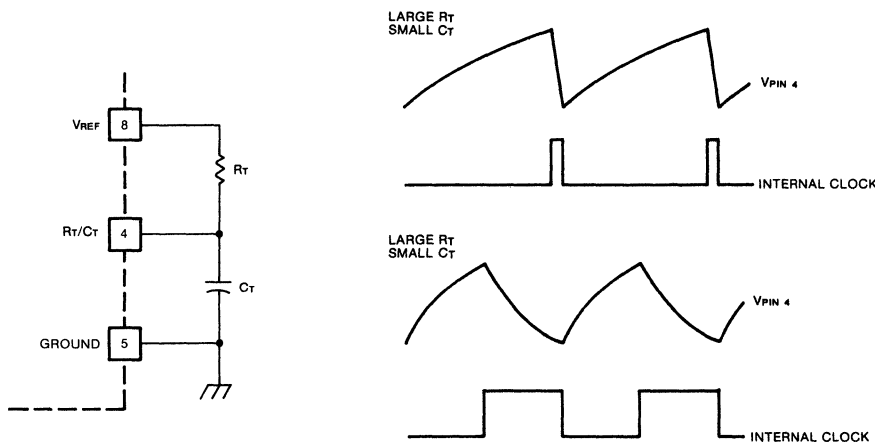 VREF
8
RT
RT/CT
4
CT
GROUND
5
LARGE RT
SMALL CT
VPIN 4
INTERNAL CLOCK
LARGE RT
SMALL CT
VPIN 4
INTERNAL CLOCK